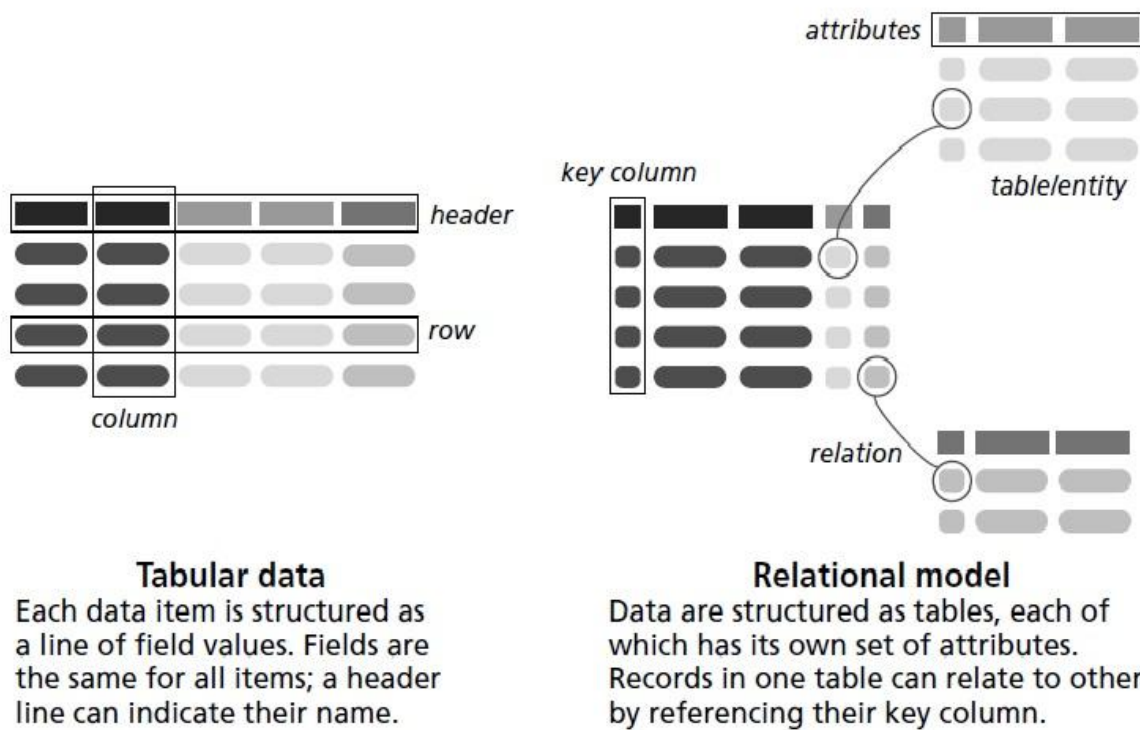 attributes
key column
table/entity
header
row
column
relation
Tabular data
Each data item is structured as
a line of field values. Fields are
the same for all items; a header
line can indicate their name.
Relational model
Data are structured as tables, each of
which has its own set of attributes.
Records in one table can relate to other
by referencing their key column.